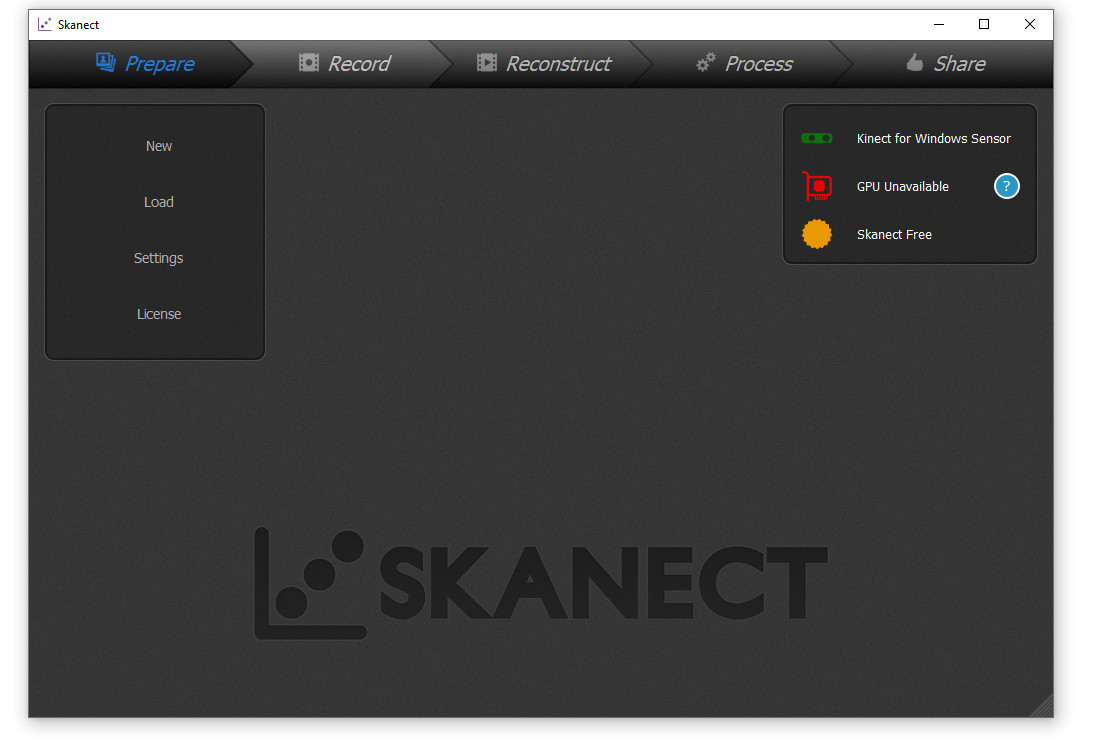 Skanect
Prepare Record Reconstruct Process Share
New
Load
Settings
License
Kinect for Windows Sensor
GPU Unavailable ?
Skanect Free
SKANECT